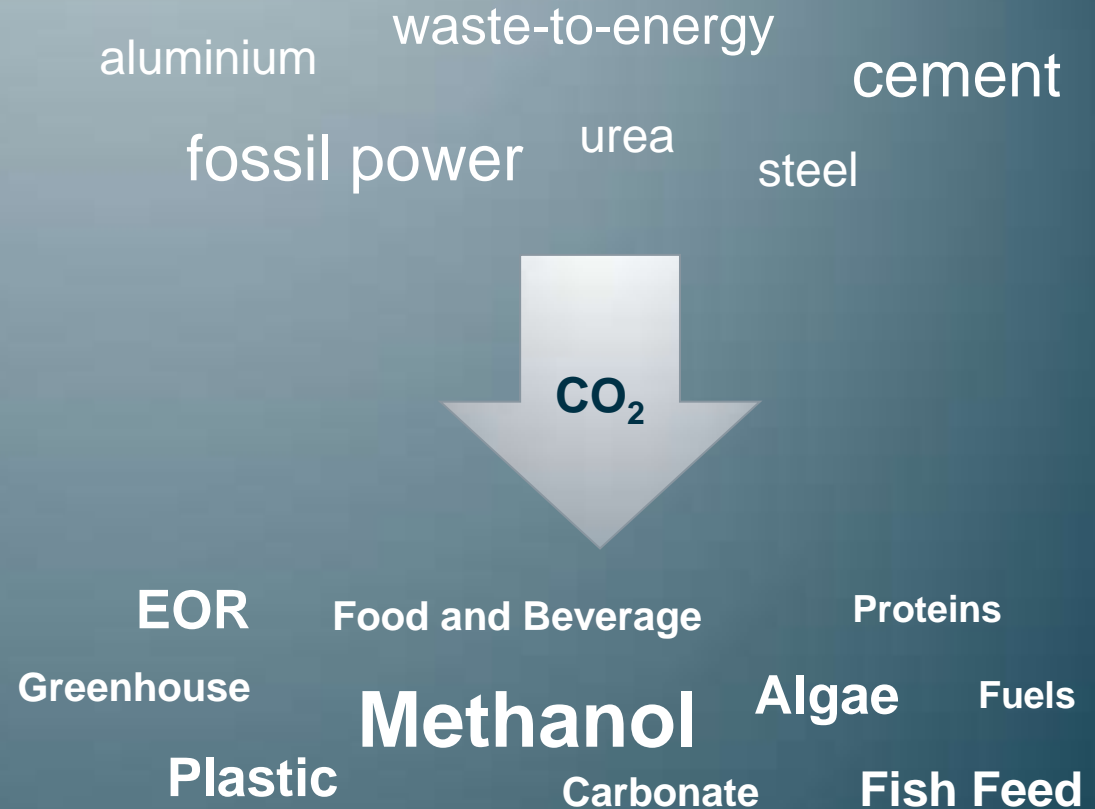 waste-to-energy
aluminium
cement
fossil power
urea
steel
CO₂
EOR
Food and Beverage
Proteins
Greenhouse
Methanol
Algae
Fuels
Plastic
Carbonate
Fish Feed